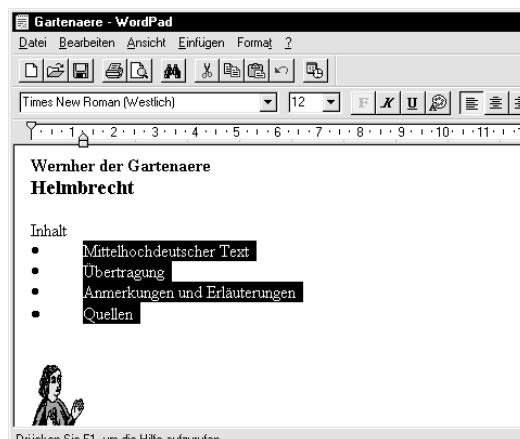 Gartenaere - WordPad
Datei Bearbeiten Ansicht Einfügen Format ?
Times New Roman (Westlich) 12 F K U
1 2 3 4 5 6 7 8 9 10 11
Wernher der Gartenaere
Helmbrecht
Inhalt
• Mittelhochdeutscher Text
• Übertragung
• Anmerkungen und Erläuterungen
• Quellen
Drücken Sie F1, um die Hilfe aufzurufen